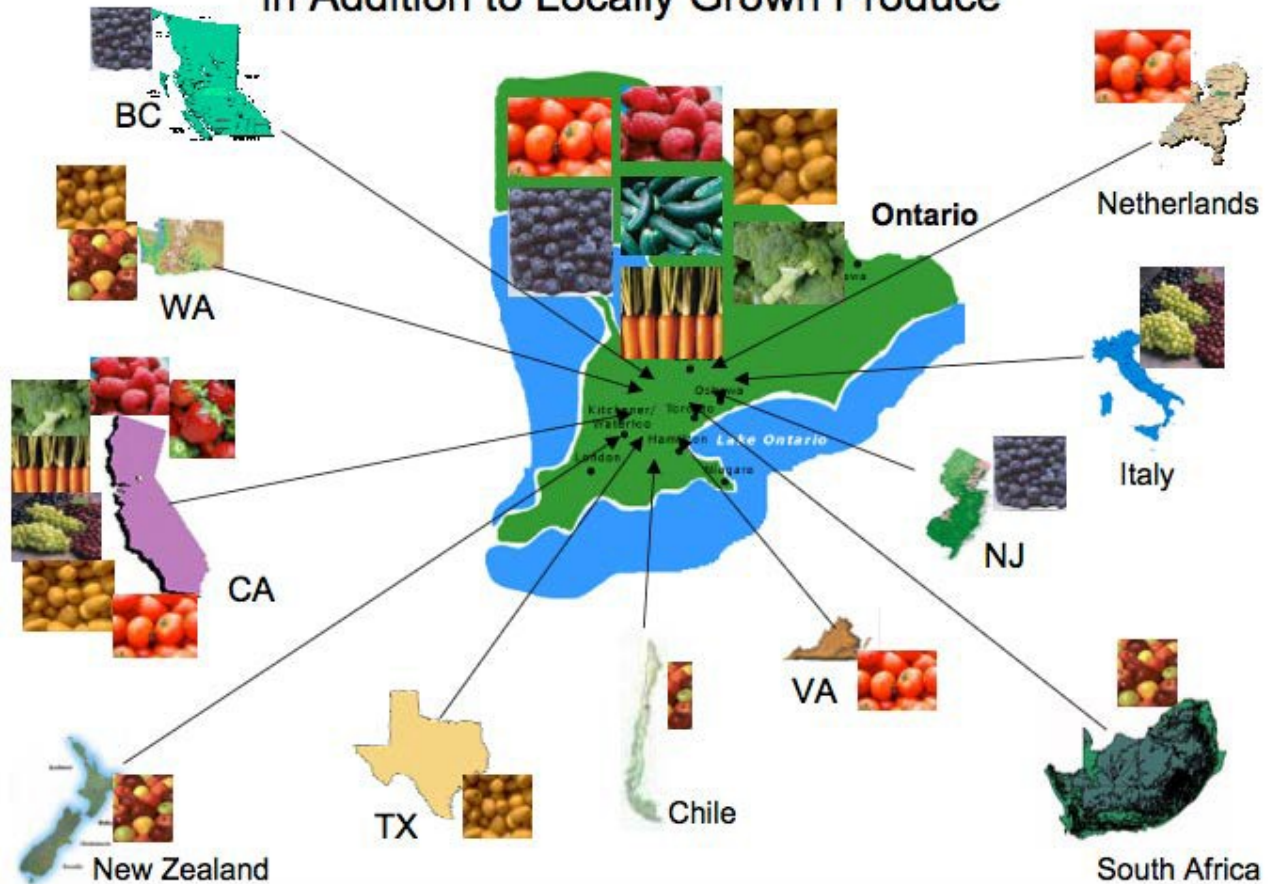 in Addition to Locally Grown Produce
BC
Netherlands
Ontario
WA
Oshawa
Kitchener/
Waterloo
Toronto
Hamilton
Lake Ontario
London
Niagara
Italy
NJ
CA
VA
TX
Chile
New Zealand
South Africa